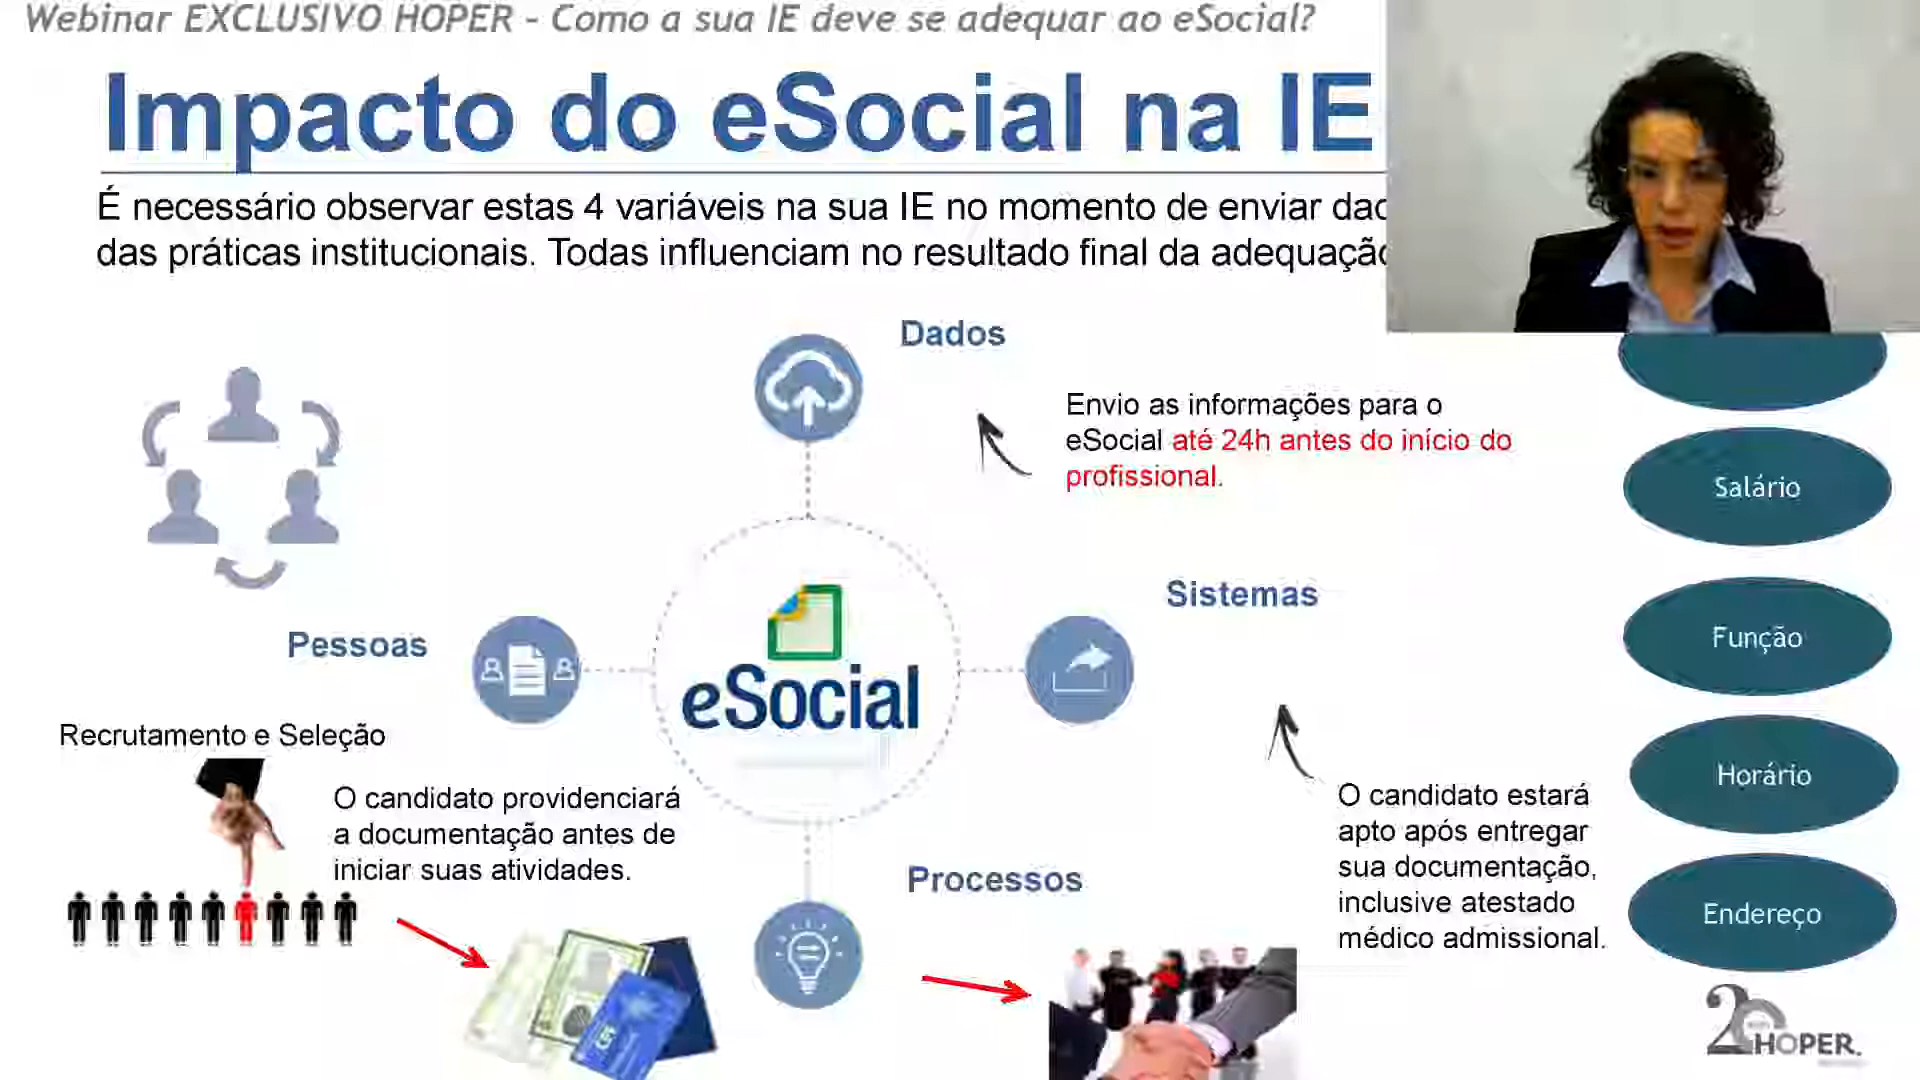 Webinar EXCLUSIVO HOPER - Como a sua IE deve se adequar ao eSocial?
Impacto do eSocial na IE
É necessário observar estas 4 variáveis na sua IE no momento de enviar
das práticas institucionais. Todas influenciam no resultado final da adequação
Dados
Envio as informações para o
eSocial até 24h antes do início do
profissional.
Salário
Sistemas
Função
Pessoas
eSocial
Recrutamento e Seleção
Horário
O candidato providenciará
a documentação antes de
iniciar suas atividades.
O candidato estará
apto após entregar
sua documentação,
inclusive atestado
médico admissional.
Processos
Endereço
20
HOPER.